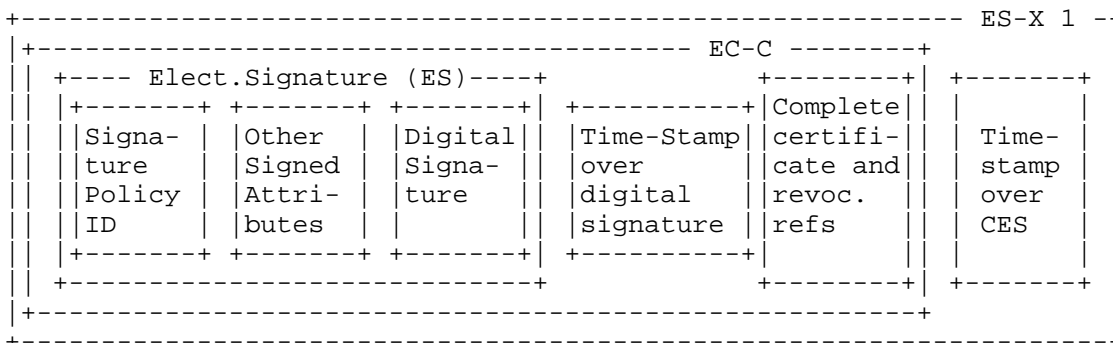 +----------------------------------------------------------- ES-X 1 --
|+----------------------------------------- EC-C --------+
|| +---- Elect.Signature (ES)----+ +--------+| +-------+
|| |+-------+ +-------+ +-------+| +----------+|Complete|| | |
|| ||Signa- | |Other | |Digital|| |Time-Stamp||certifi-|| | Time- |
|| ||ture | |Signed | |Signa- || |over ||cate and|| | stamp |
|| ||Policy | |Attri- | |ture || |digital ||revoc. || | over |
|| ||ID | |butes | | || |signature ||refs || | CES |
|| |+-------+ +-------+ +-------+| +----------+| || | |
|| +-----------------------------+ +--------+| +-------+
|+-------------------------------------------------------+
+---------------------------------------------------------------------